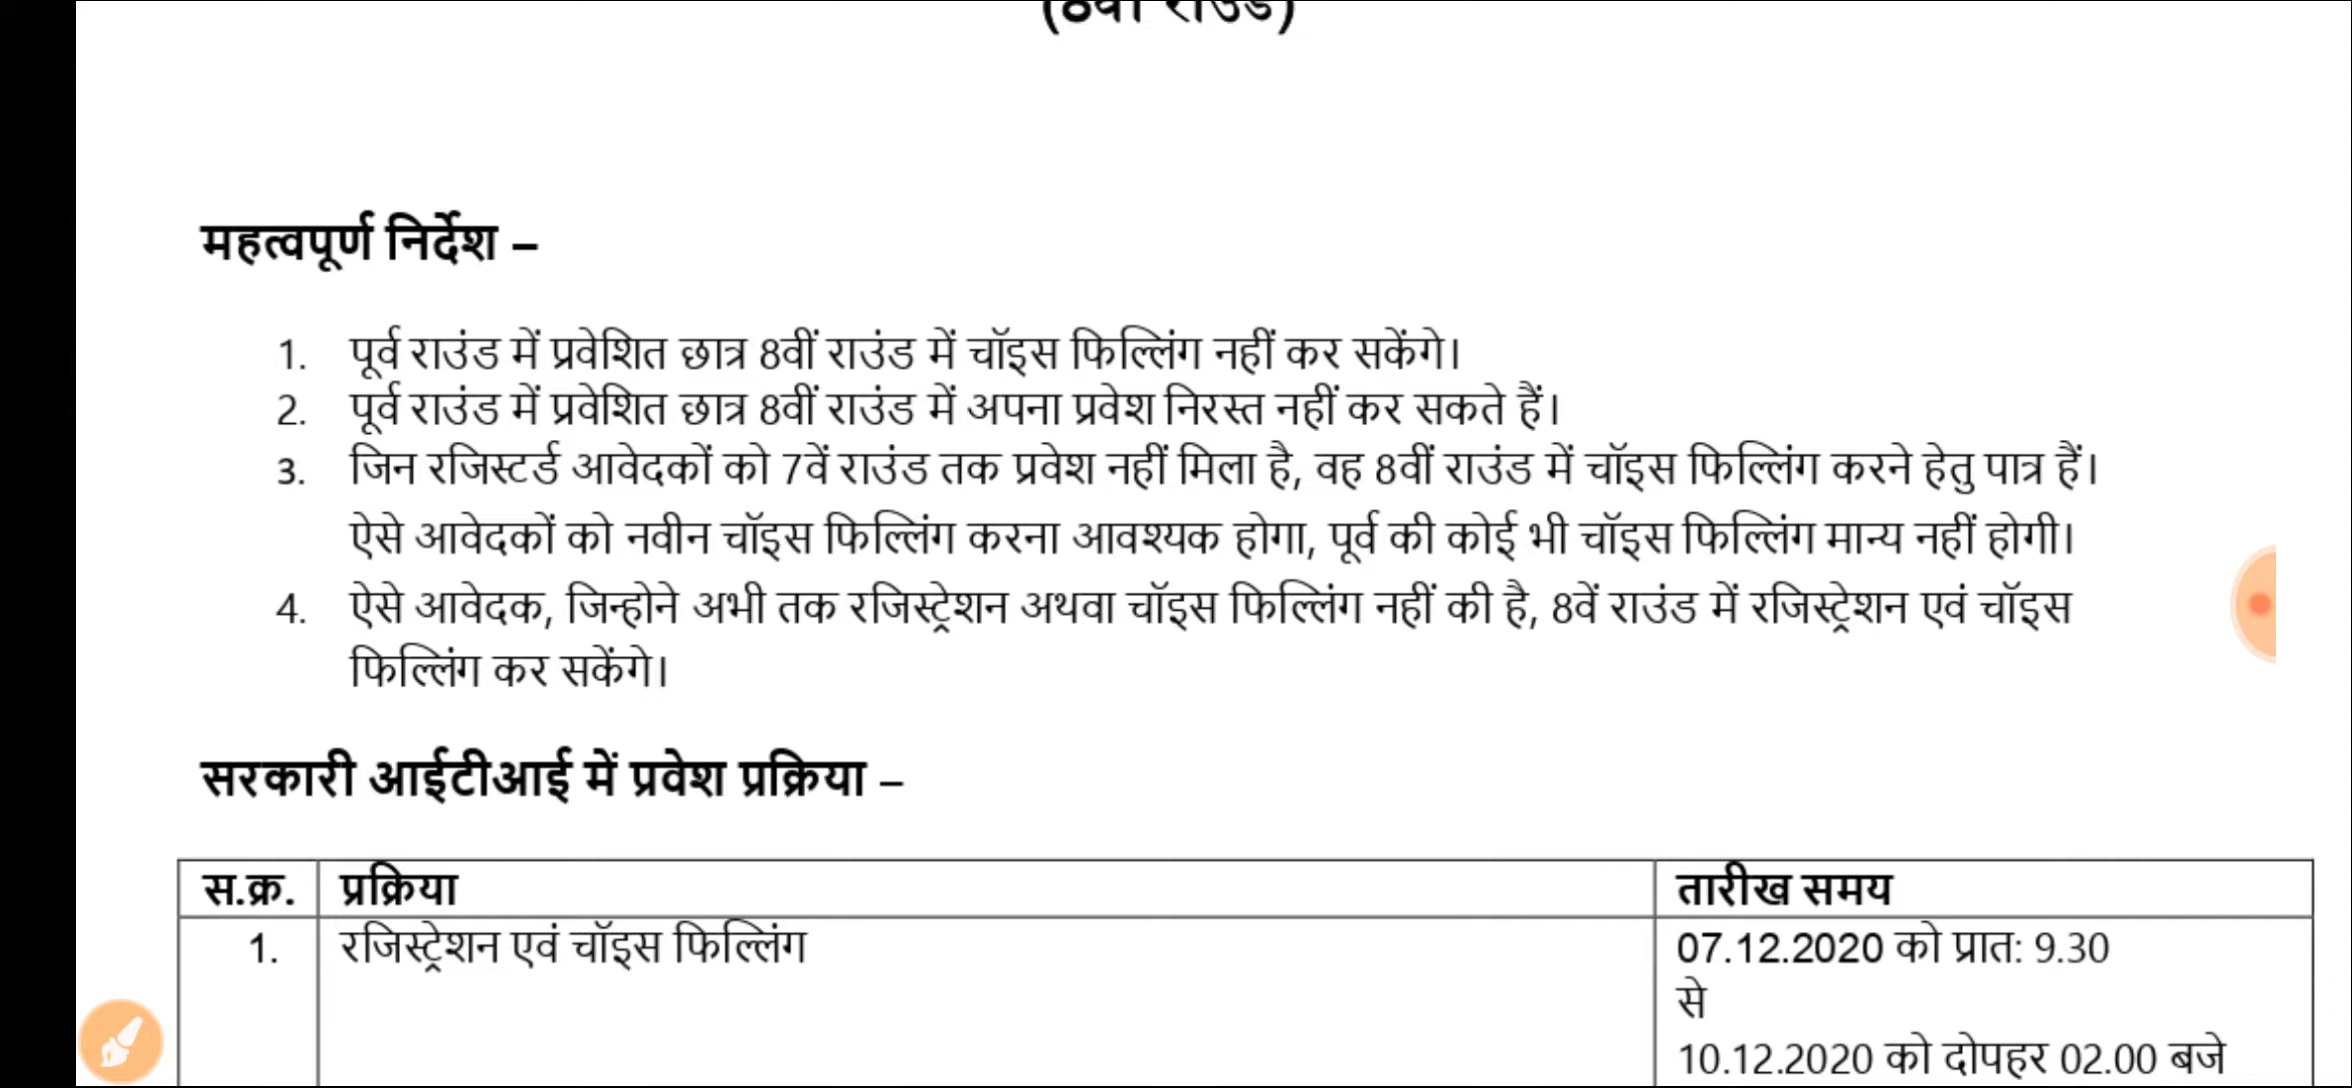 (8वीं राउंड)
महत्वपूर्ण निर्देश –
1. पूर्व राउंड में प्रवेशित छात्र 8वीं राउंड में चॉइस फिल्लिंग नहीं कर सकेंगे।
2. पूर्व राउंड में प्रवेशित छात्र 8वीं राउंड में अपना प्रवेश निरस्त नहीं कर सकते हैं।
3. जिन रजिस्टर्ड आवेदकों को 7वें राउंड तक प्रवेश नहीं मिला है, वह 8वीं राउंड में चॉइस फिल्लिंग करने हेतु पात्र हैं।
ऐसे आवेदकों को नवीन चॉइस फिल्लिंग करना आवश्यक होगा, पूर्व की कोई भी चॉइस फिल्लिंग मान्य नहीं होगी।
4. ऐसे आवेदक, जिन्होने अभी तक रजिस्ट्रेशन अथवा चॉइस फिल्लिंग नहीं की है, 8वें राउंड में रजिस्ट्रेशन एवं चॉइस
फिल्लिंग कर सकेंगे।
सरकारी आईटीआई में प्रवेश प्रक्रिया –
स.क्र. प्रक्रिया तारीख समय
1. रजिस्ट्रेशन एवं चॉइस फिल्लिंग 07.12.2020 को प्रात: 9.30
से
10.12.2020 को दोपहर 02.00 बजे